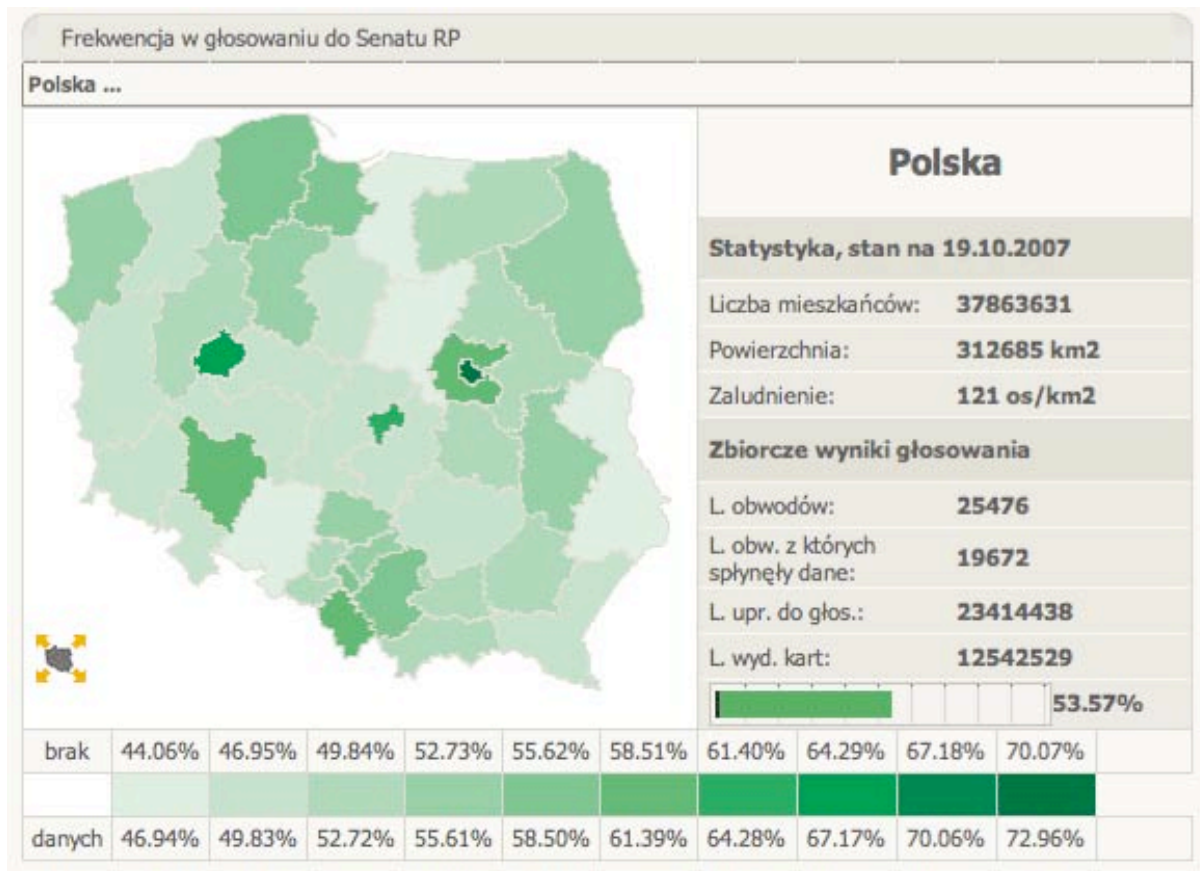 Frekwencja w głosowaniu do Senatu RP
Polska ...
Polska
Statystyka, stan na 19.10.2007
Liczba mieszkańców: 37863631
Powierzchnia: 312685 km2
Zaludnienie: 121 os/km2
Zbiorcze wyniki głosowania
L. obwodów: 25476
L. obw. z których
spłynęły dane: 19672
L. upr. do głos.: 23414438
L. wyd. kart: 12542529
53.57%
brak 44.06% 46.95% 49.84% 52.73% 55.62% 58.51% 61.40% 64.29% 67.18% 70.07%
danych 46.94% 49.83% 52.72% 55.61% 58.50% 61.39% 64.28% 67.17% 70.06% 72.96%